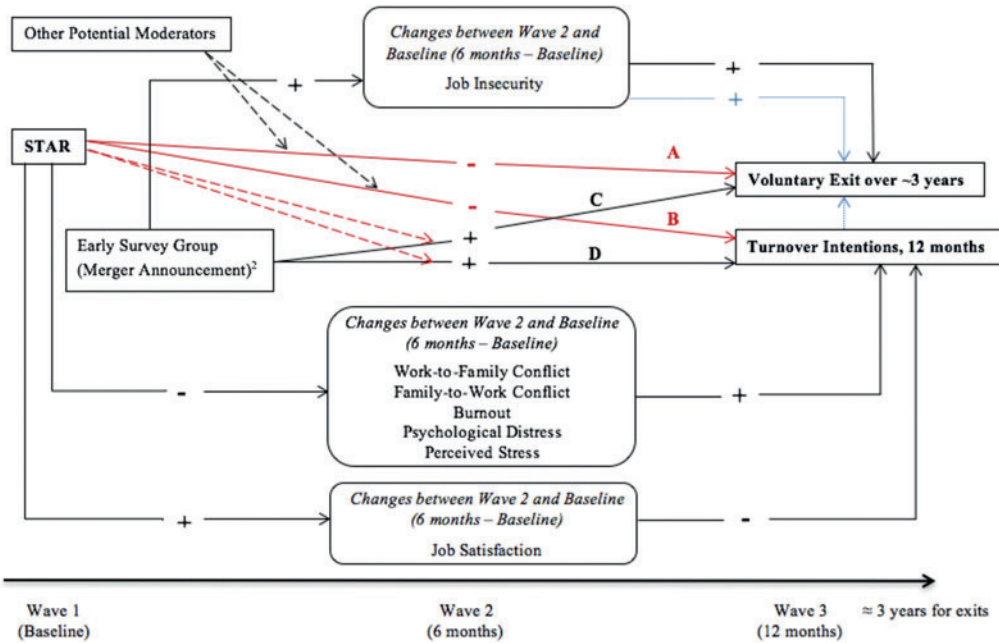 Other Potential Moderators
Changes between Wave 2 and
Baseline (6 months – Baseline)
Job Insecurity
+
+
+
STAR
-
A
Voluntary Exit over ~3 years
C
-
B
Early Survey Group
(Merger Announcement)2
+
+
D
Turnover Intentions, 12 months
Changes between Wave 2 and Baseline
(6 months – Baseline)
Work-to-Family Conflict
Family-to-Work Conflict
Burnout
Psychological Distress
Perceived Stress
-
+
Changes between Wave 2 and Baseline
(6 months – Baseline)
Job Satisfaction
+
-
Wave 1
(Baseline)
Wave 2
(6 months)
Wave 3
(12 months)
≈ 3 years for exits